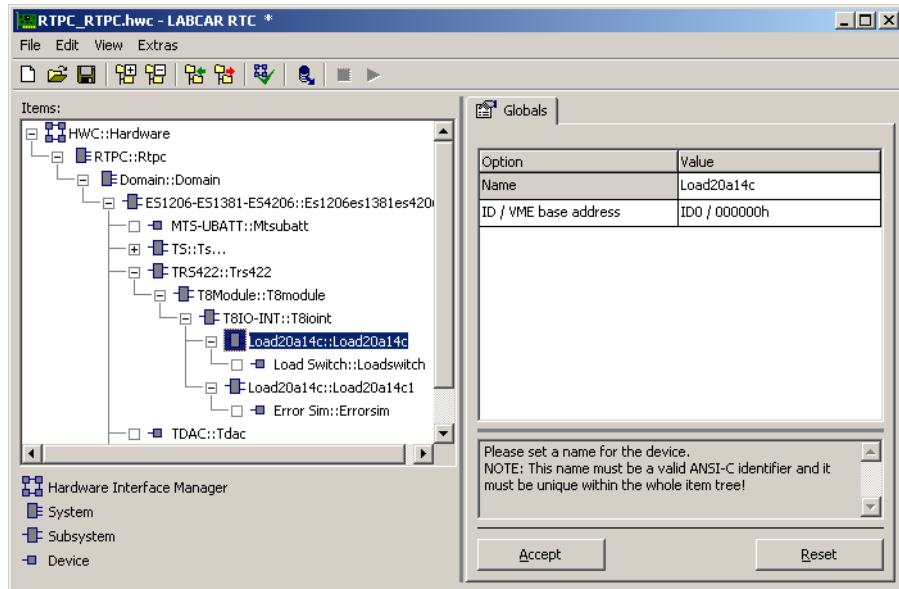 RTPC_RTPC.hwc - LABCAR RTC *
File Edit View Extras
Items:
HWC::Hardware
RTPC::Rtpc
Domain::Domain
ES1206-ES1381-ES4206::Es1206es1381es420
MTS-UBATT::Mtsubatt
TS::Ts...
TRS422::Trs422
T8Module::T8module
T8IO-INT::T8ioint
Load20a14c::Load20a14c
Load Switch::Loadswitch
Load20a14c::Load20a14c1
Error Sim::Errorsim
TDAC::Tdac
Hardware Interface Manager
System
Subsystem
Device
Globals
Option Value
Name Load20a14c
ID / VME base address ID0 / 000000h
Please set a name for the device.
NOTE: This name must be a valid ANSI-C identifier and it
must be unique within the whole item tree!
Accept Reset